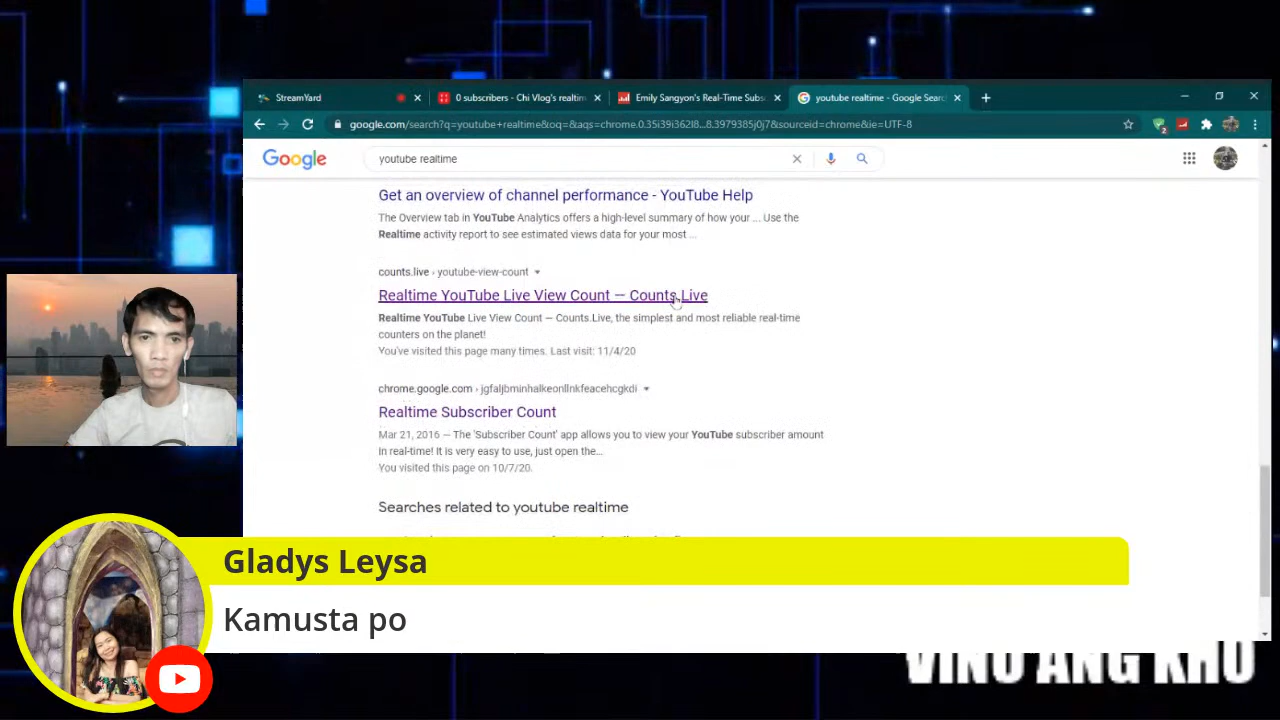 StreamYard
0 subscribers - Chi Vlog's realtim
Emily Sangyon's Real-Time Subs
youtube realtime - Google Searc
google.com/search?q=youtube+realtime&oq=&aqs=chrome.0.35i39i362l8...8.3979385j0j7&sourceid=chrome&ie=UTF-8
2
Google
youtube realtime
Get an overview of channel performance - YouTube Help
The Overview tab in YouTube Analytics offers a high-level summary of how your ... Use the
Realtime activity report to see estimated views data for your most ...
counts.live › youtube-view-count
Realtime YouTube Live View Count — Counts.Live
Realtime YouTube Live View Count — Counts.Live, the simplest and most reliable real-time
counters on the planet!
You've visited this page many times. Last visit: 11/4/20
chrome.google.com › jgfaljbminhalkeonllnkfeacehcgkdi
Realtime Subscriber Count
Mar 21, 2016 — The 'Subscriber Count' app allows you to view your YouTube subscriber amount
in real-time! It is very easy to use, just open the...
You visited this page on 10/7/20.
Searches related to youtube realtime
Gladys Leysa
Kamusta po
VINO ANG KHO